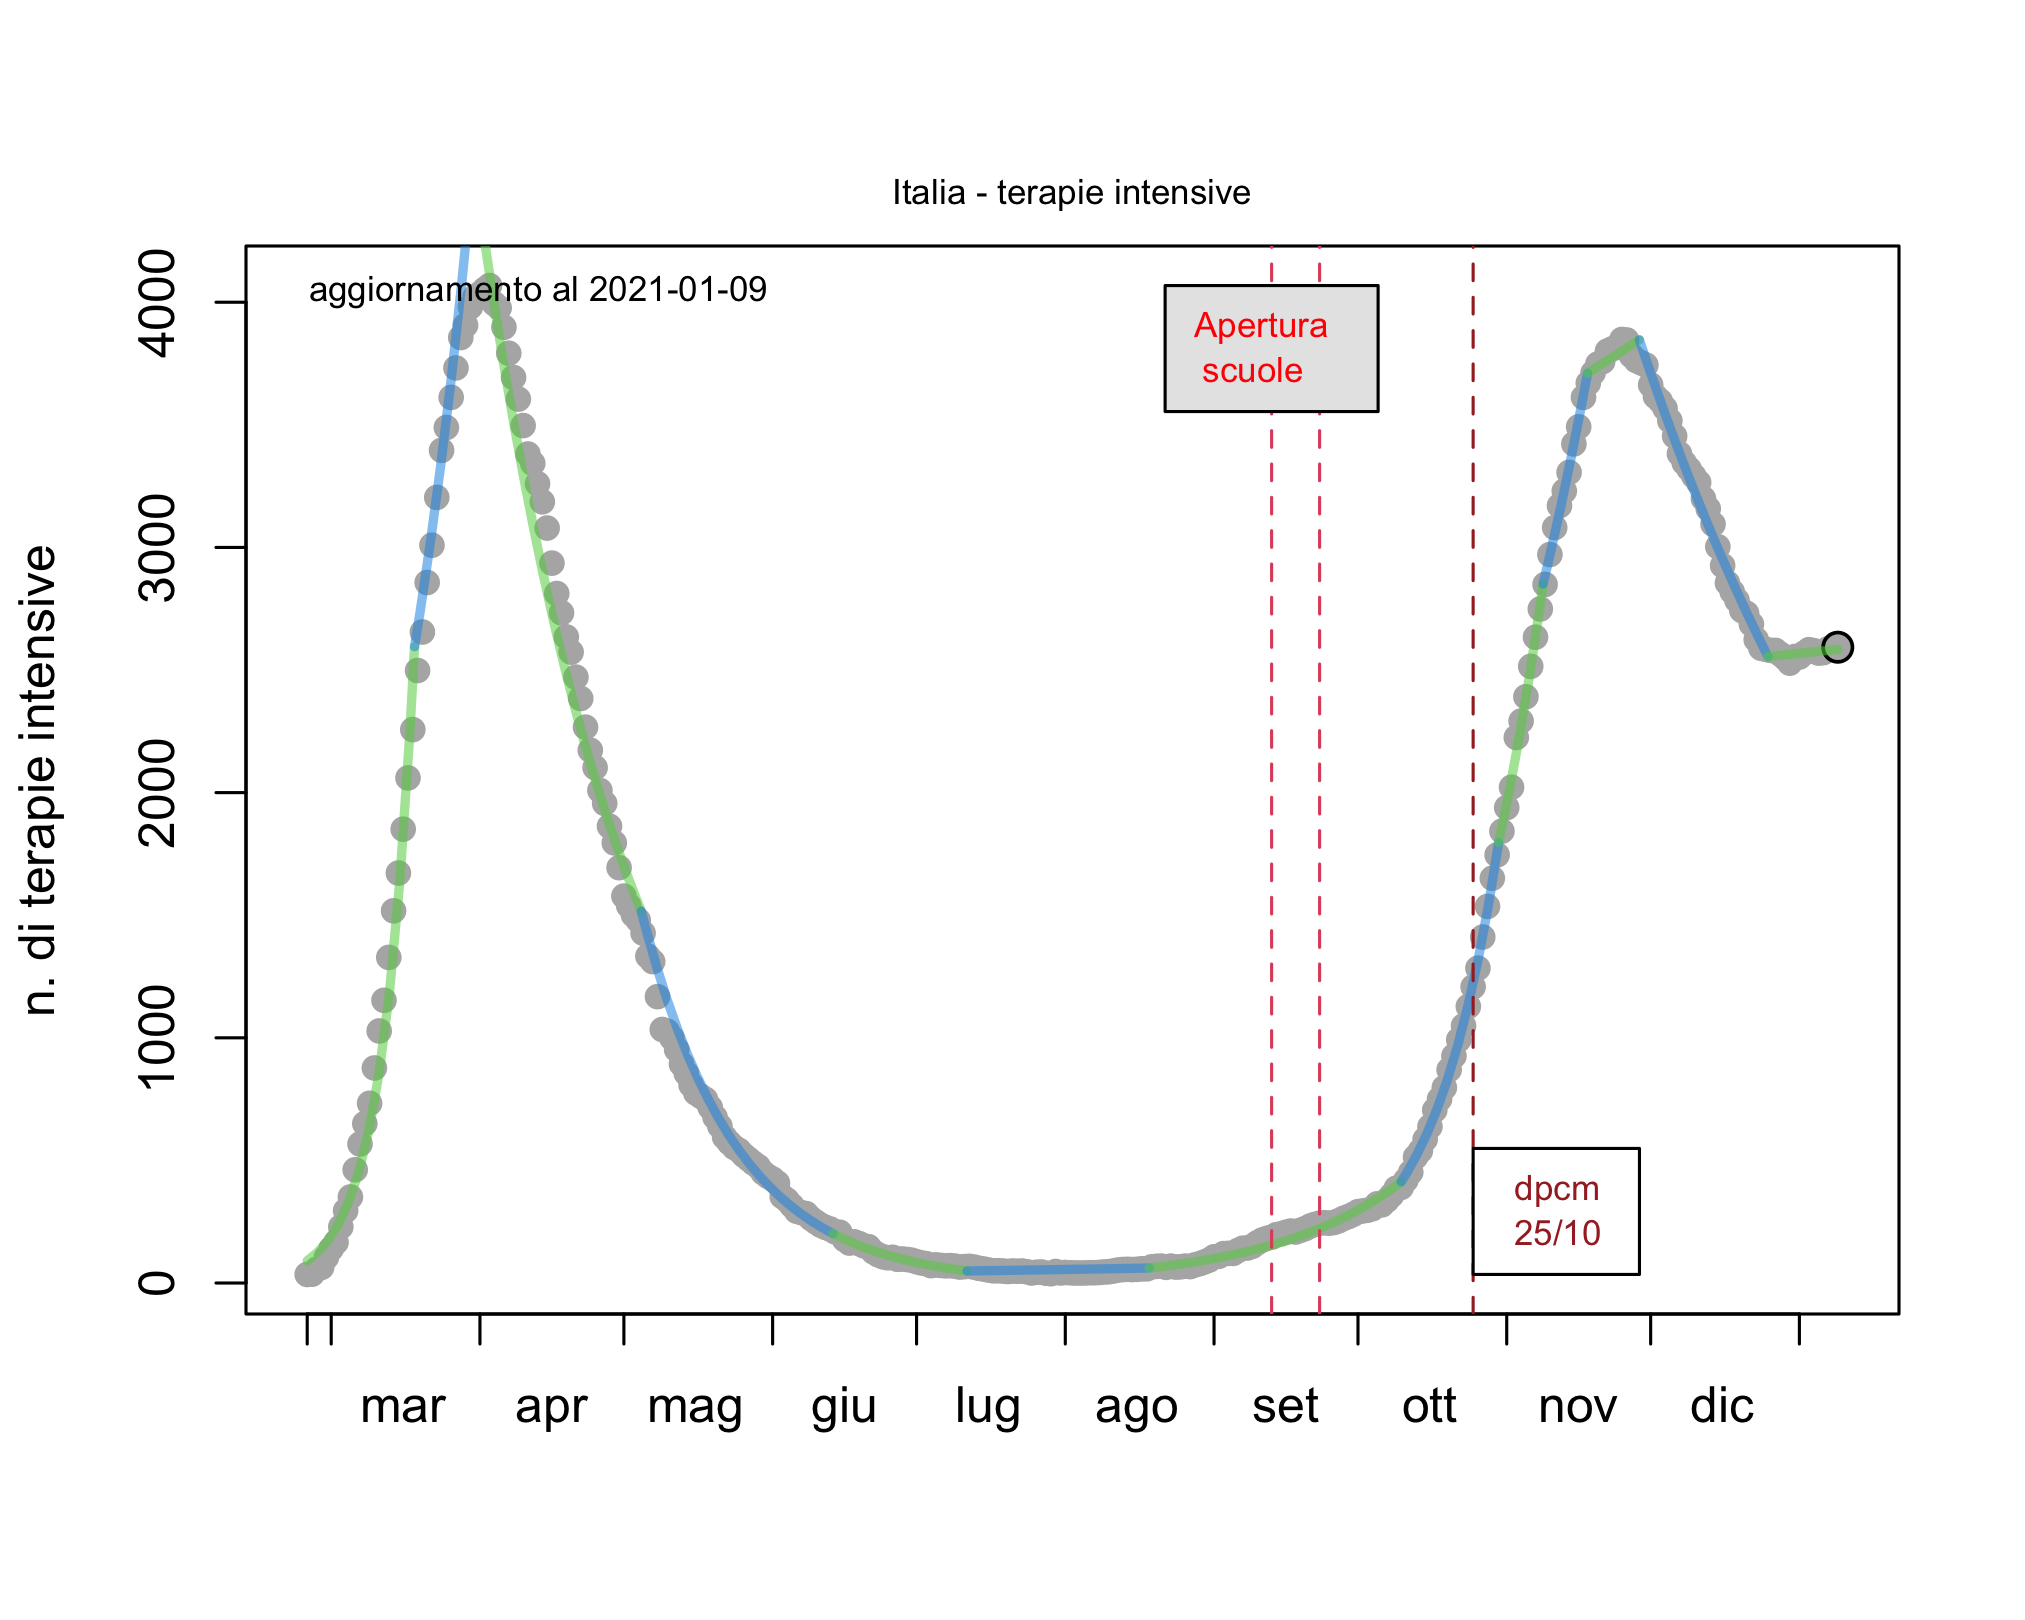 Italia - terapie intensive
aggiornamento al 2021-01-09
Apertura
scuole
dpcm
25/10
n. di terapie intensive
4000
3000
2000
1000
0
mar apr mag giu lug ago set ott nov dic